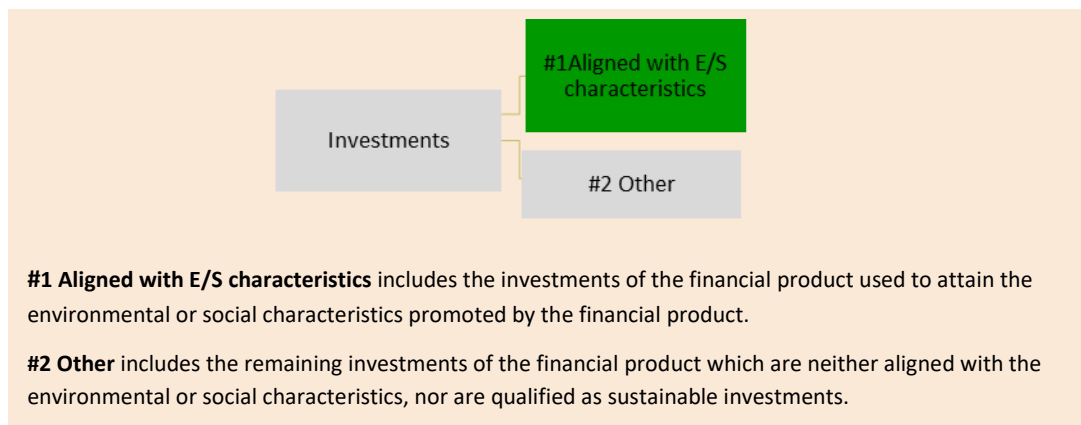 #1Aligned with E/S
characteristics
Investments
#2 Other
#1 Aligned with E/S characteristics includes the investments of the financial product used to attain the
environmental or social characteristics promoted by the financial product.
#2 Other includes the remaining investments of the financial product which are neither aligned with the
environmental or social characteristics, nor are qualified as sustainable investments.